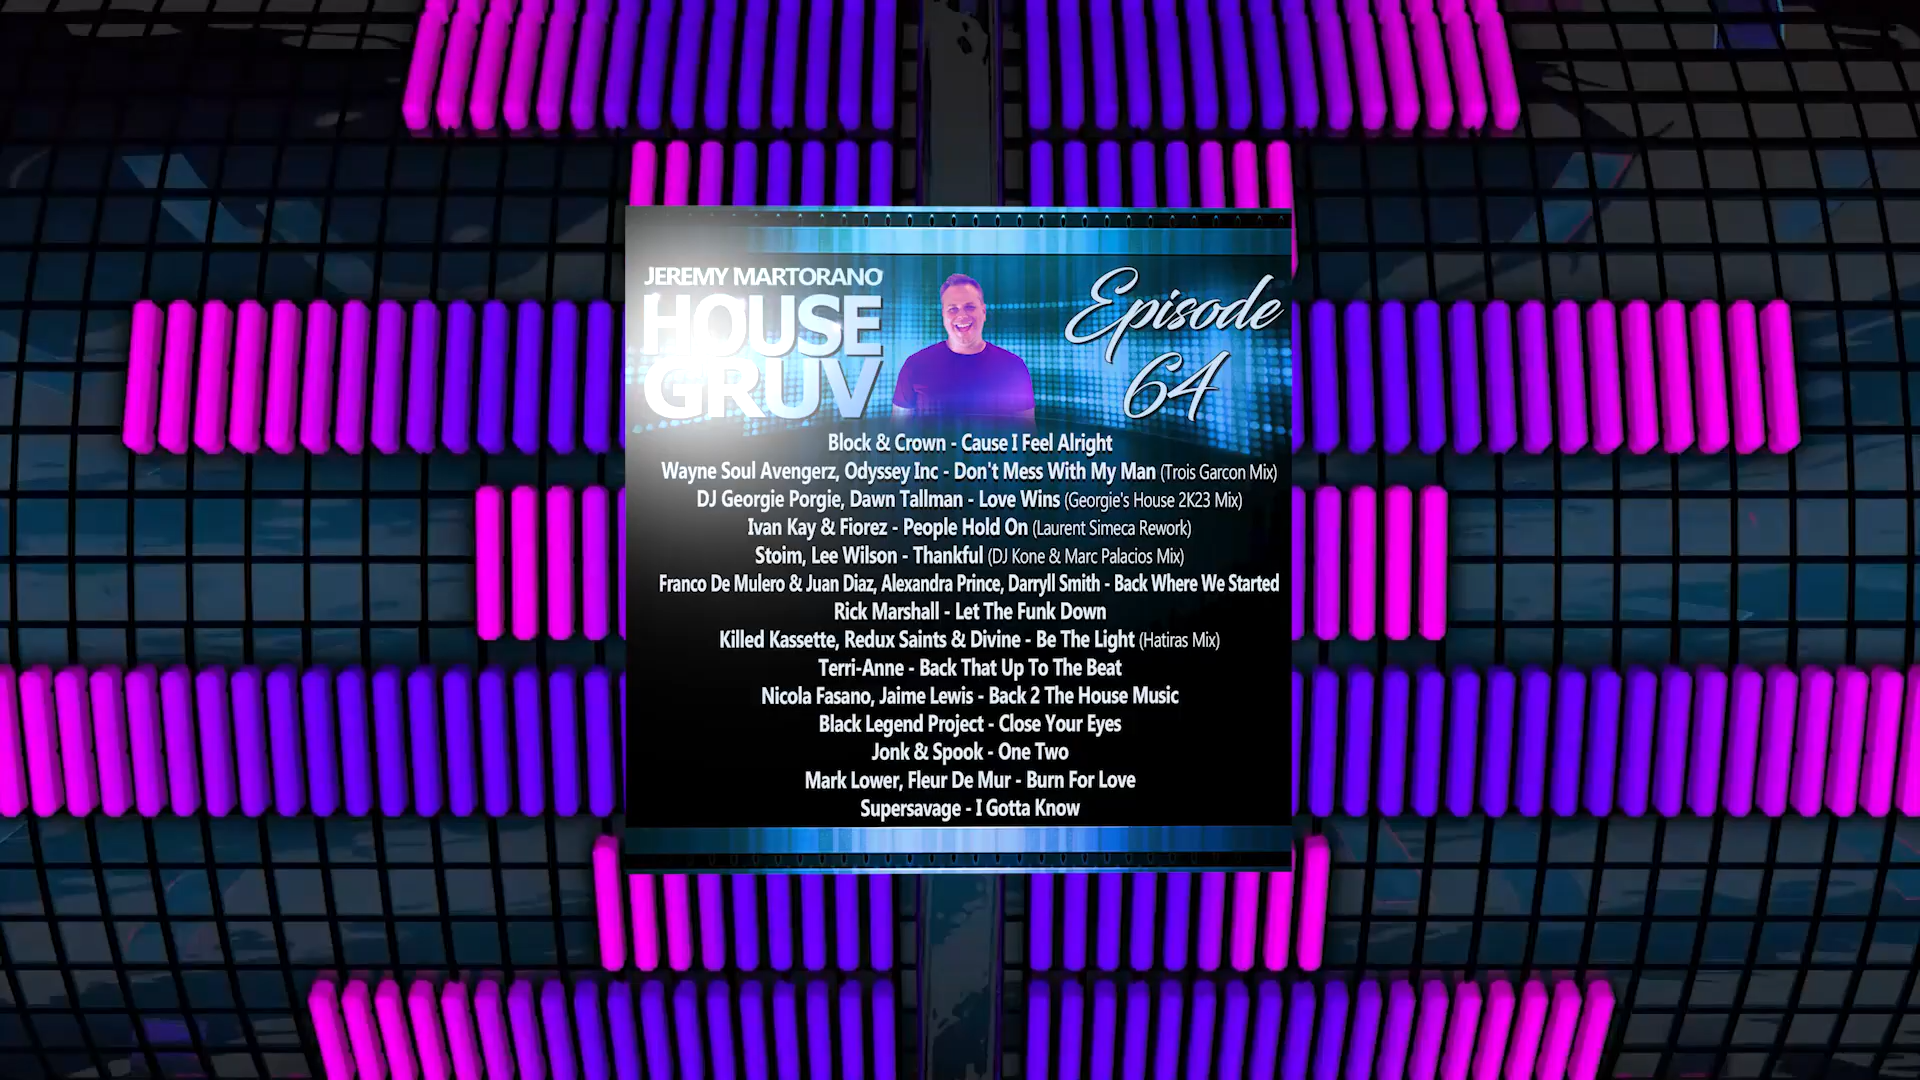 JEREMY MARTORANO
HOUSE
GRUV
Episode
64
Block & Crown - Cause I Feel Alright
Wayne Soul Avengerz, Odyssey Inc - Don't Mess With My Man (Trois Garcon Mix)
DJ Georgie Porgie, Dawn Tallman - Love Wins (Georgie's House 2K23 Mix)
Ivan Kay & Fiorez - People Hold On (Laurent Simeca Rework)
Stoim, Lee Wilson - Thankful (DJ Kone & Marc Palacios Mix)
Franco De Mulero & Juan Diaz, Alexandra Prince, Darryll Smith - Back Where We Started
Rick Marshall - Let The Funk Down
Killed Kassette, Redux Saints & Divine - Be The Light (Hatiras Mix)
Terri-Anne - Back That Up To The Beat
Nicola Fasano, Jaime Lewis - Back 2 The House Music
Black Legend Project - Close Your Eyes
Jonk & Spook - One Two
Mark Lower, Fleur De Mur - Burn For Love
Supersavage - I Gotta Know